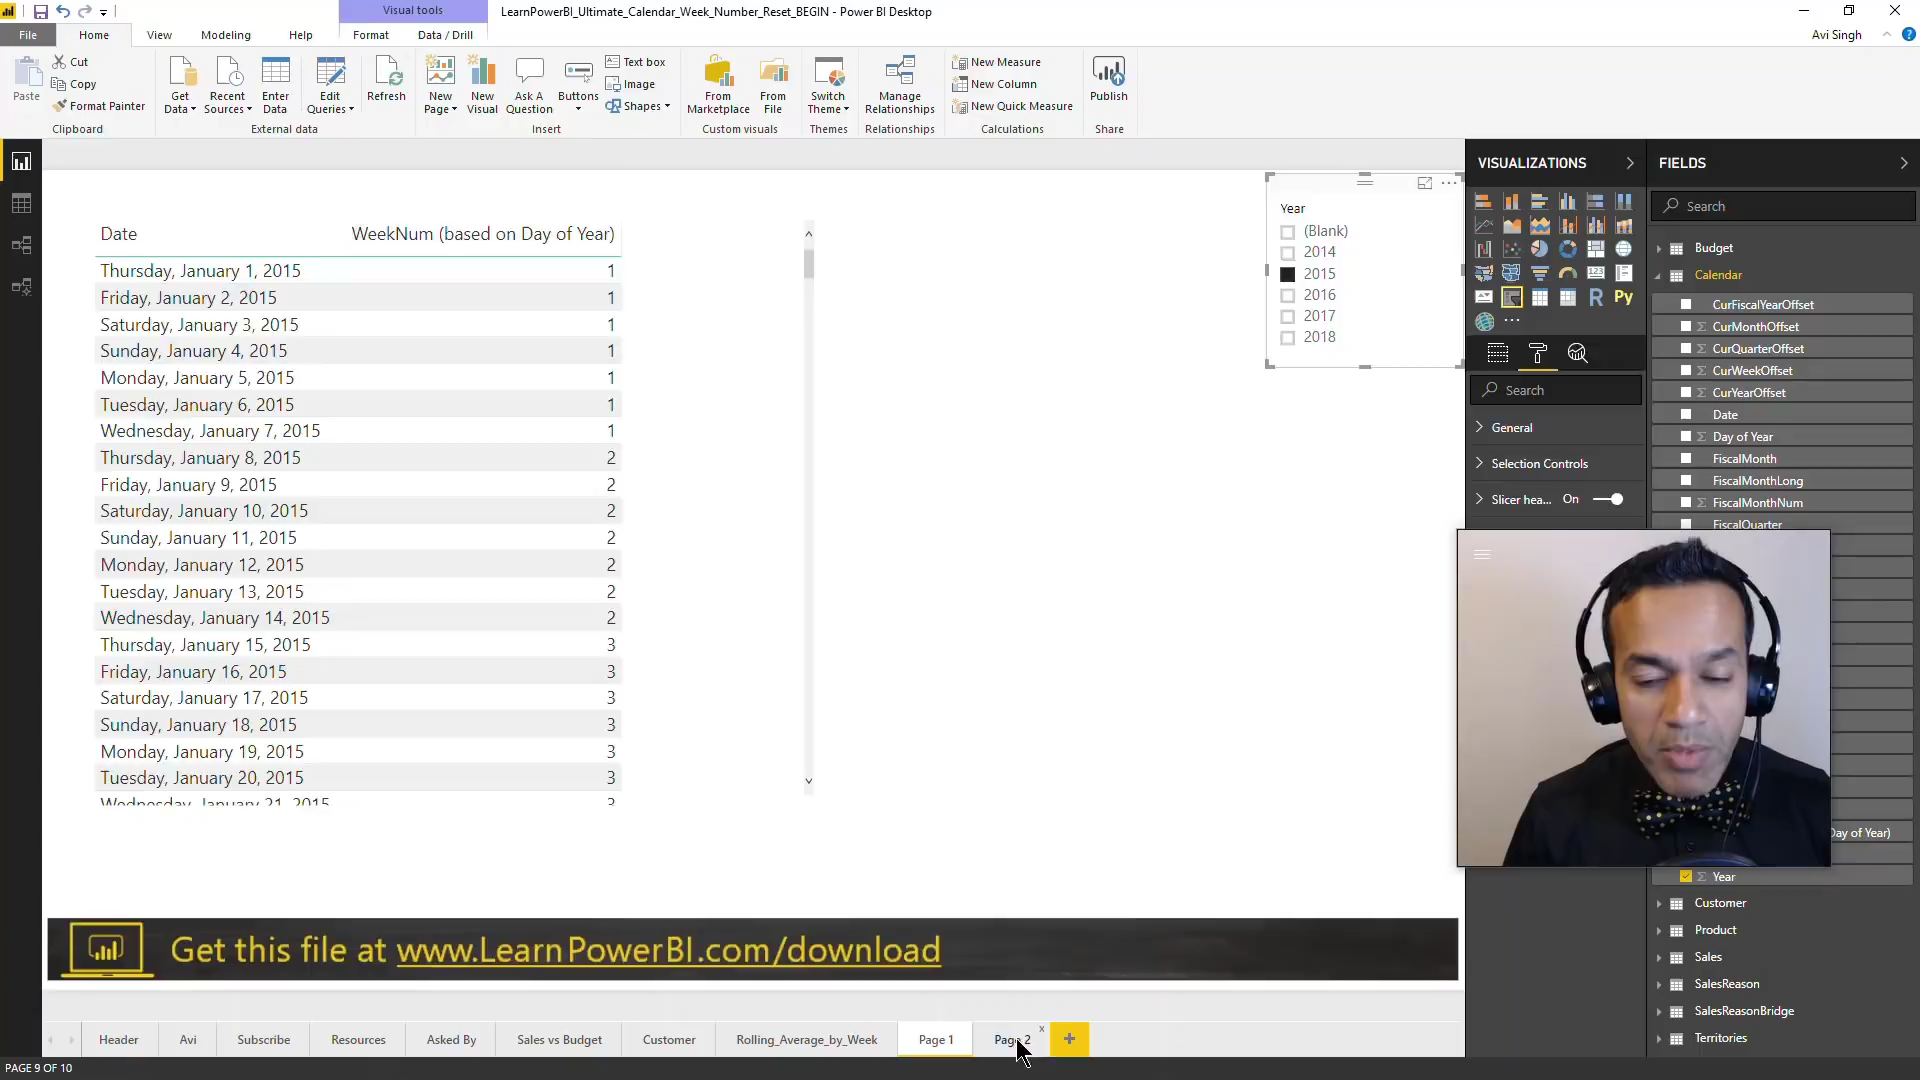 Visual tools
LearnPowerBI_Ultimate_Calendar_Week_Number_Reset_BEGIN - Power BI Desktop
File Home View Modeling Help Format Data / Drill
Avi Singh
Paste
Cut
Copy
Format Painter
Clipboard
Get Data
Recent Sources
Enter Data
Edit Queries
External data
Refresh
New Page
New Visual
Ask A Question
Buttons
Text box
Image
Shapes
Insert
From Marketplace
From File
Custom visuals
Switch Theme
Themes
Manage Relationships
Relationships
New Measure
New Column
New Quick Measure
Calculations
Publish
Share
Date WeekNum (based on Day of Year)
Thursday, January 1, 2015 1
Friday, January 2, 2015 1
Saturday, January 3, 2015 1
Sunday, January 4, 2015 1
Monday, January 5, 2015 1
Tuesday, January 6, 2015 1
Wednesday, January 7, 2015 1
Thursday, January 8, 2015 2
Friday, January 9, 2015 2
Saturday, January 10, 2015 2
Sunday, January 11, 2015 2
Monday, January 12, 2015 2
Tuesday, January 13, 2015 2
Wednesday, January 14, 2015 2
Thursday, January 15, 2015 3
Friday, January 16, 2015 3
Saturday, January 17, 2015 3
Sunday, January 18, 2015 3
Monday, January 19, 2015 3
Tuesday, January 20, 2015 3
Wednesday, January 21, 2015 3
Year
(Blank)
2014
2015
2016
2017
2018
VISUALIZATIONS
123
R Py
Search
General
Selection Controls
Slicer hea... On
FIELDS
Search
Budget
Calendar
CurFiscalYearOffset
CurMonthOffset
CurQuarterOffset
CurWeekOffset
CurYearOffset
Date
Day of Year
FiscalMonth
FiscalMonthLong
FiscalMonthNum
FiscalQuarter
Day of Year)
Year
Customer
Product
Sales
SalesReason
SalesReasonBridge
Territories
Get this file at www.LearnPowerBI.com/download
Header Avi Subscribe Resources Asked By Sales vs Budget Customer Rolling_Average_by_Week Page 1 Page 2
PAGE 9 OF 10